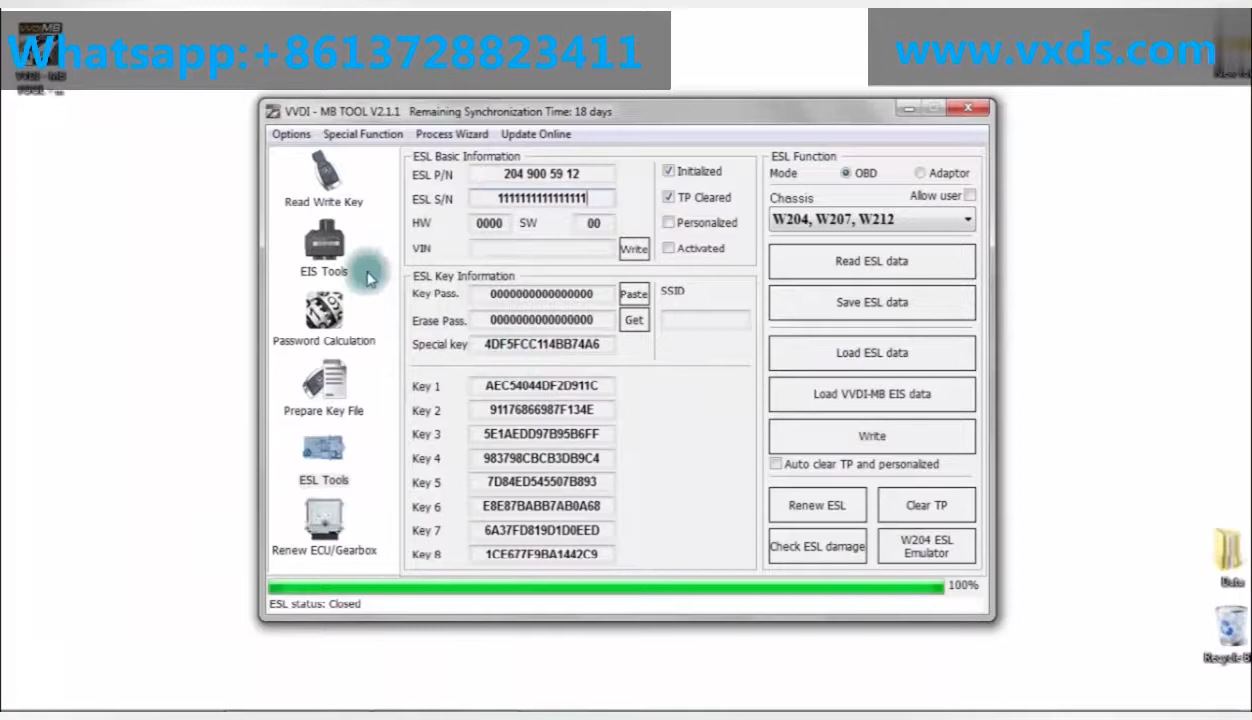 Whatsapp:+8613728823411
www.vxds.com
VVDI - MB TOOL V2.1.1 Remaining Synchronization Time: 18 days
Options Special Function Process Wizard Update Online
Read Write Key
EIS Tools
Password Calculation
Prepare Key File
ESL Tools
Renew ECU/Gearbox
ESL Basic Information
ESL P/N 204 900 59 12
ESL S/N 1111111111111111
HW 0000 SW 00
VIN Write
Initialized
TP Cleared
Personalized
Activated
ESL Key Information
Key Pass. 0000000000000000 Paste
Erase Pass. 0000000000000000 Get
Special key 4DF5FCC114BB74A6
SSID
Key 1 AEC54044DF2D911C
Key 2 91176866987F134E
Key 3 5E1AEDD97B95B6FF
Key 4 983798CBCB3DB9C4
Key 5 7D84ED545507B893
Key 6 E8E87BABB7AB0A68
Key 7 6A37FD819D1D0EED
Key 8 1CE677F9BA1442C9
ESL Function
Mode OBD Adaptor
Chassis Allow user
W204, W207, W212
Read ESL data
Save ESL data
Load ESL data
Load VVDI-MB EIS data
Write
Auto clear TP and personalized
Renew ESL Clear TP
Check ESL damage W204 ESL
Emulator
100%
ESL status: Closed
Data
Recycle B